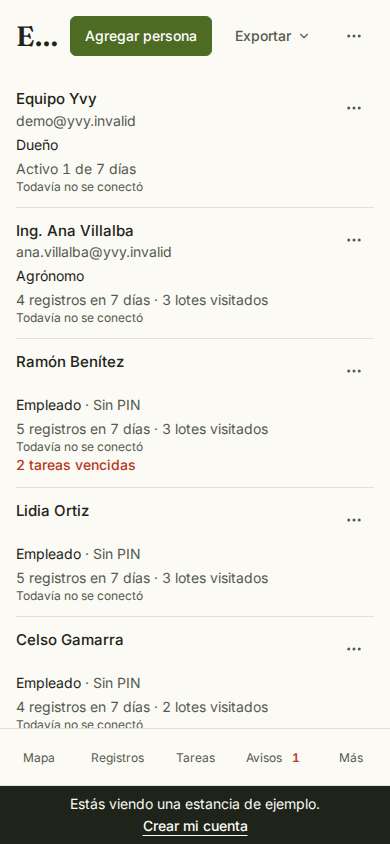 E...
Agregar persona
Exportar
Equipo Yvy
demo@yvy.invalid
Dueño
Activo 1 de 7 días
Todavía no se conectó
Ing. Ana Villalba
ana.villalba@yvy.invalid
Agrónomo
4 registros en 7 días · 3 lotes visitados
Todavía no se conectó
Ramón Benítez
Empleado · Sin PIN
5 registros en 7 días · 3 lotes visitados
Todavía no se conectó
2 tareas vencidas
Lidia Ortiz
Empleado · Sin PIN
5 registros en 7 días · 3 lotes visitados
Todavía no se conectó
Celso Gamarra
Empleado · Sin PIN
4 registros en 7 días · 2 lotes visitados
Todavía no se conectó
Mapa Registros Tareas Avisos 1 Más
Estás viendo una estancia de ejemplo.
Crear mi cuenta